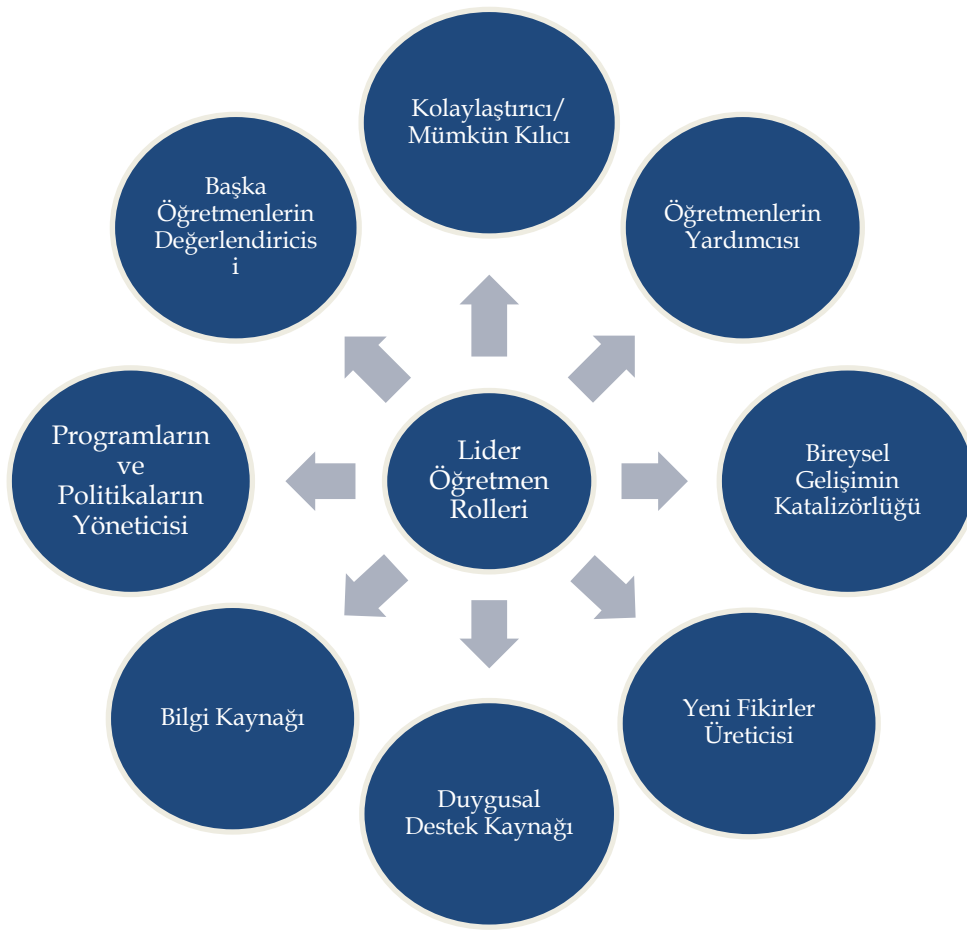 Kolaylaştırıcı/
Mümkün Kılıcı
Başka
Öğretmenlerin
Değerlendiricis
i
Öğretmenlerin
Yardımcısı
Programların
ve
Politikaların
Yöneticisi
Lider
Öğretmen
Rolleri
Bireysel
Gelişimin
Katalizörlüğü
Bilgi Kaynağı
Yeni Fikirler
Üreticisi
Duygusal
Destek Kaynağı